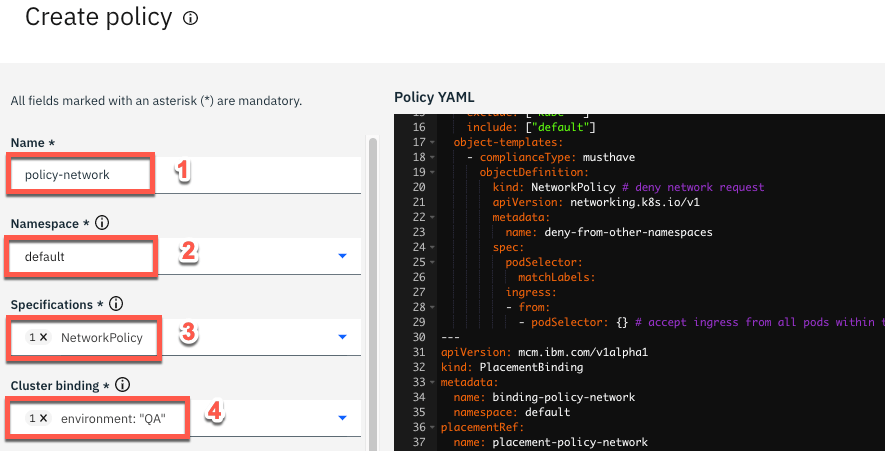 Create policy
All fields marked with an asterisk (*) are mandatory.
Name *
policy-network
1
Namespace *
default
2
Specifications *
1 × NetworkPolicy
3
Cluster binding *
1 × environment: "QA"
4
Policy YAML
16 include: ["default"]
17 object-templates:
18 - complianceType: musthave
19 objectDefinition:
20 kind: NetworkPolicy # deny network request
21 apiVersion: networking.k8s.io/v1
22 metadata:
23 name: deny-from-other-namespaces
24 spec:
25 podSelector:
26 matchLabels:
27 ingress:
28 - from:
29 - podSelector: {} # accept ingress from all pods within
30 ---
31 apiVersion: mcm.ibm.com/v1alpha1
32 kind: PlacementBinding
33 metadata:
34 name: binding-policy-network
35 namespace: default
36 placementRef:
37 name: placement-policy-network